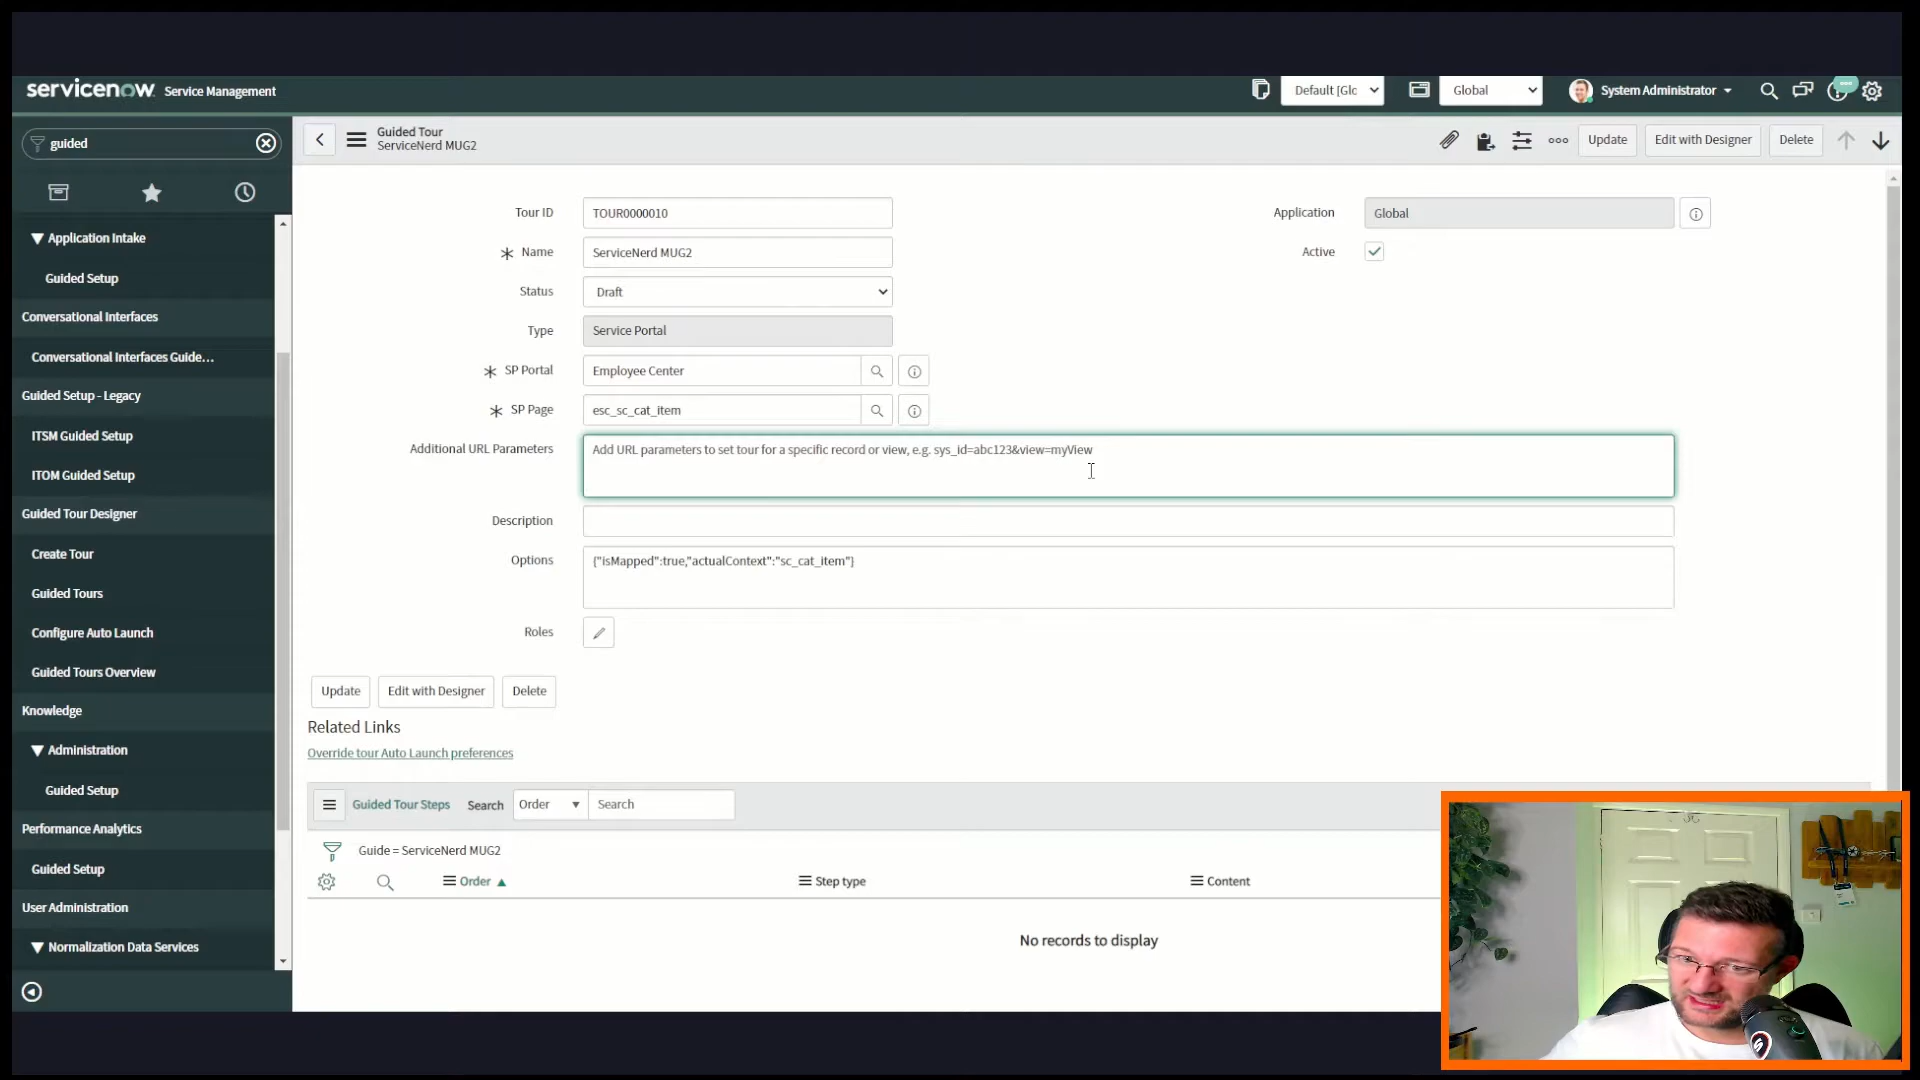 servicenow. Service Management
Default [Glc
Global
System Administrator
guided
Guided Tour
ServiceNerd MUG2
Update
Edit with Designer
Delete
Application Intake
Guided Setup
Conversational Interfaces
Conversational Interfaces Guide...
Guided Setup - Legacy
ITSM Guided Setup
ITOM Guided Setup
Guided Tour Designer
Create Tour
Guided Tours
Configure Auto Launch
Guided Tours Overview
Knowledge
Administration
Guided Setup
Performance Analytics
Guided Setup
User Administration
Normalization Data Services
Tour ID TOUR0000010
Name ServiceNerd MUG2
Status Draft
Type Service Portal
SP Portal Employee Center
SP Page esc_sc_cat_item
Application Global
Active
Additional URL Parameters Add URL parameters to set tour for a specific record or view, e.g. sys_id=abc123&view=myView
Description
Options {"isMapped":true,"actualContext":"sc_cat_item"}
Roles
Update Edit with Designer Delete
Related Links
Override tour Auto Launch preferences
Guided Tour Steps Search Order Search
Guide = ServiceNerd MUG2
Order Step type Content
No records to display